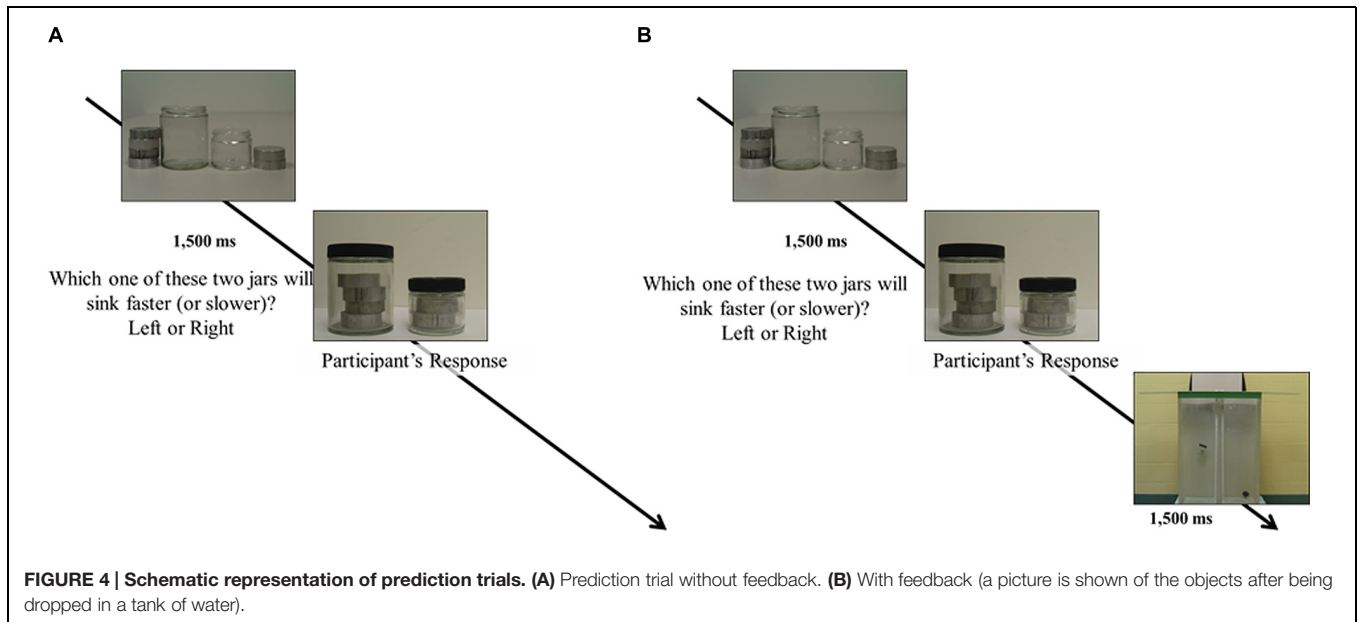 A
B
1,500 ms
Which one of these two jars will
sink faster (or slower)?
Left or Right
Participant's Response
1,500 ms
Which one of these two jars will
sink faster (or slower)?
Left or Right
Participant's Response
1,500 ms
FIGURE 4 | Schematic representation of prediction trials. (A) Prediction trial without feedback. (B) With feedback (a picture is shown of the objects after being
dropped in a tank of water).